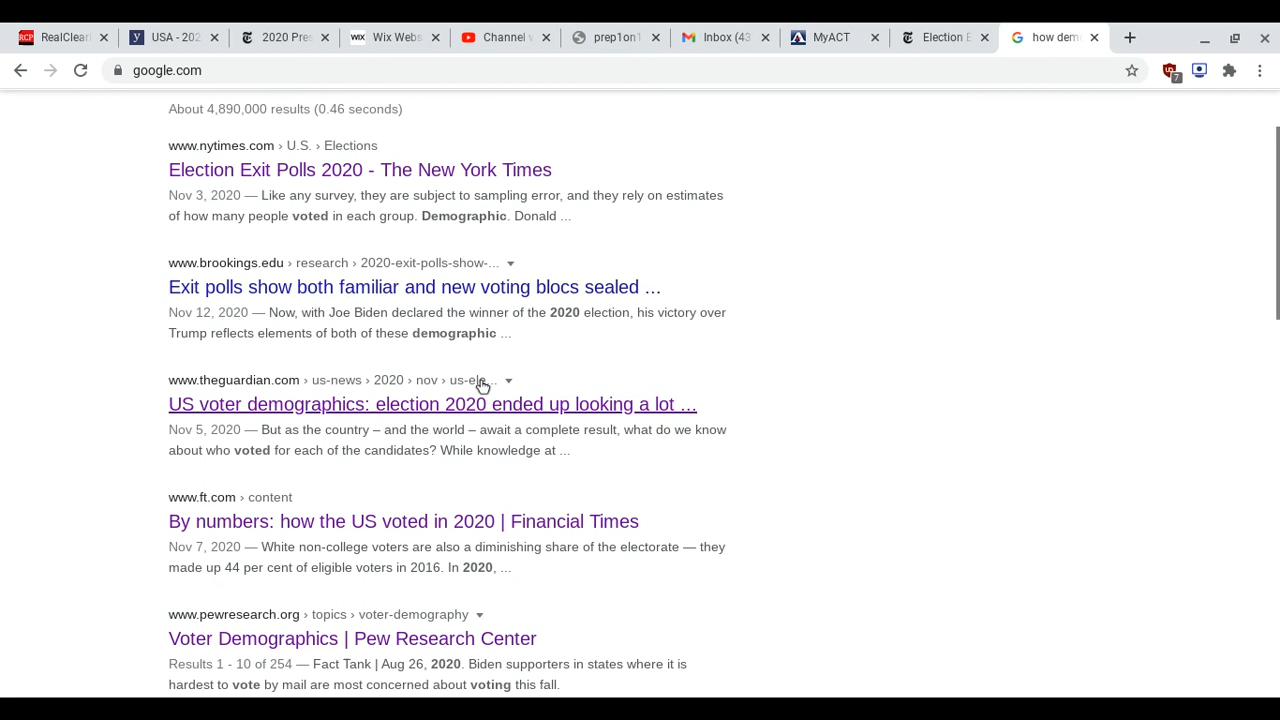 RealClear
USA - 202
2020 Pres
WIX Wix Webs
Channel
prep1on1
Inbox (43
MyACT
Election E
how dem
google.com
7
About 4,890,000 results (0.46 seconds)
www.nytimes.com › U.S. › Elections
Election Exit Polls 2020 - The New York Times
Nov 3, 2020 — Like any survey, they are subject to sampling error, and they rely on estimates
of how many people voted in each group. Demographic. Donald ...
www.brookings.edu › research › 2020-exit-polls-show-...
Exit polls show both familiar and new voting blocs sealed ...
Nov 12, 2020 — Now, with Joe Biden declared the winner of the 2020 election, his victory over
Trump reflects elements of both of these demographic ...
www.theguardian.com › us-news › 2020 › nov › us-ele...
US voter demographics: election 2020 ended up looking a lot ...
Nov 5, 2020 — But as the country – and the world – await a complete result, what do we know
about who voted for each of the candidates? While knowledge at ...
www.ft.com › content
By numbers: how the US voted in 2020 | Financial Times
Nov 7, 2020 — White non-college voters are also a diminishing share of the electorate — they
made up 44 per cent of eligible voters in 2016. In 2020, ...
www.pewresearch.org › topics › voter-demography
Voter Demographics | Pew Research Center
Results 1 - 10 of 254 — Fact Tank | Aug 26, 2020. Biden supporters in states where it is
hardest to vote by mail are most concerned about voting this fall.